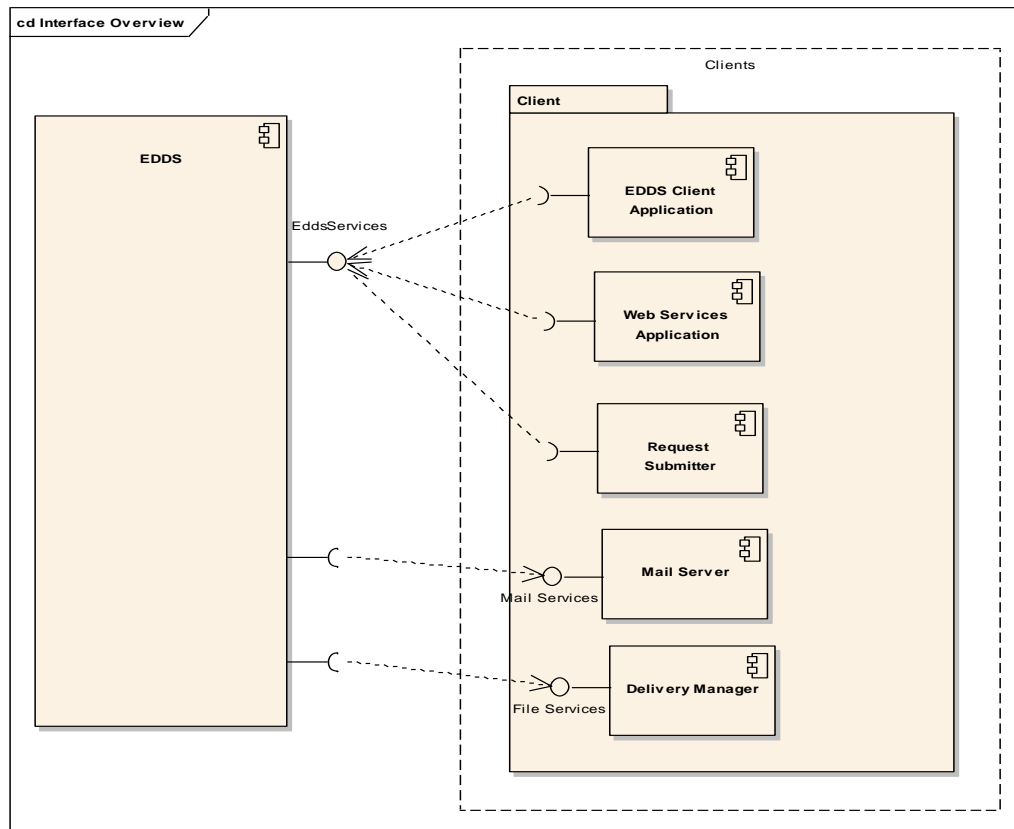 cd Interface Overview
Clients
Client
EDDS
EDDS Client
Application
EddsServices
Web Services
Application
Request
Submitter
Mail Server
Mail Services
Delivery Manager
File Services